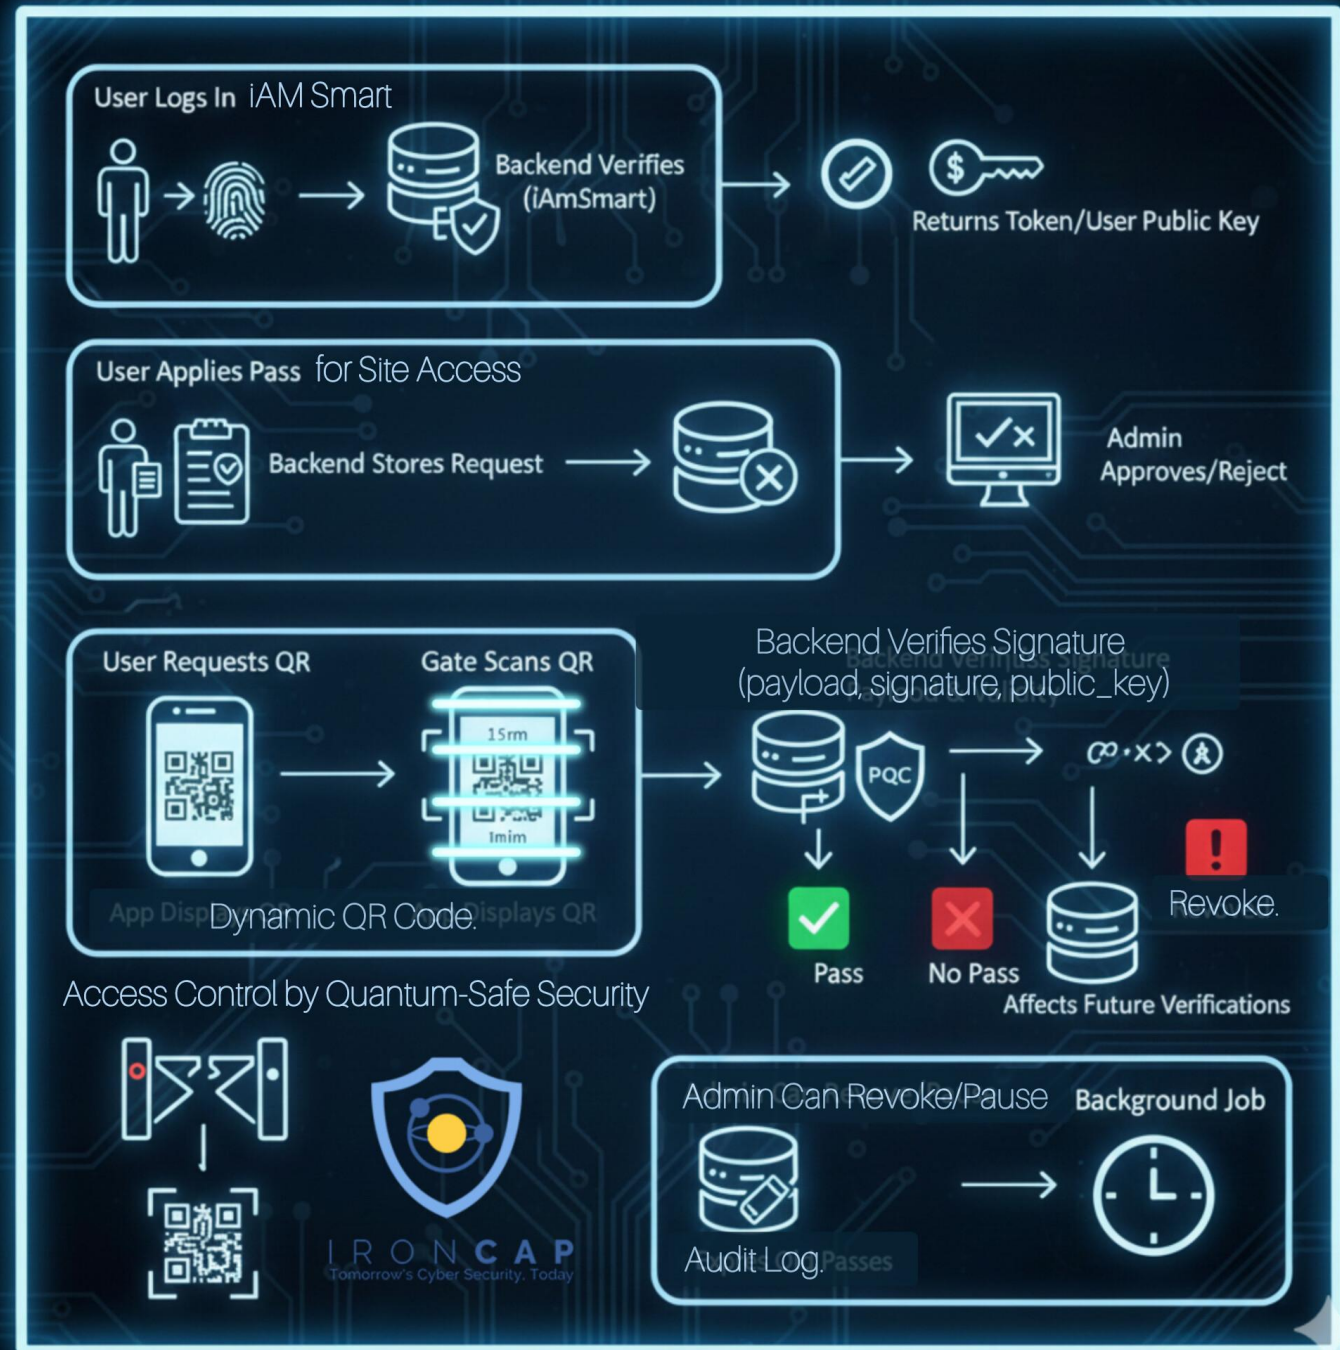 User Logs In iAM Smart
Backend Verifies
(iAmSmart)
$
Returns Token/User Public Key
User Applies Pass for Site Access
Backend Stores Request
Admin
Approves/Reject
User Requests QR
Gate Scans QR
15rm
1mim
Dynamic QR Code.
Backend Verifies Signature
(payload, signature, public_key)
PQC
Pass
No Pass
Revoke.
Affects Future Verifications
Access Control by Quantum-Safe Security
IRONCAP
Tomorrow's Cyber Security. Today
Admin Can Revoke/Pause
Background Job
Audit Log.